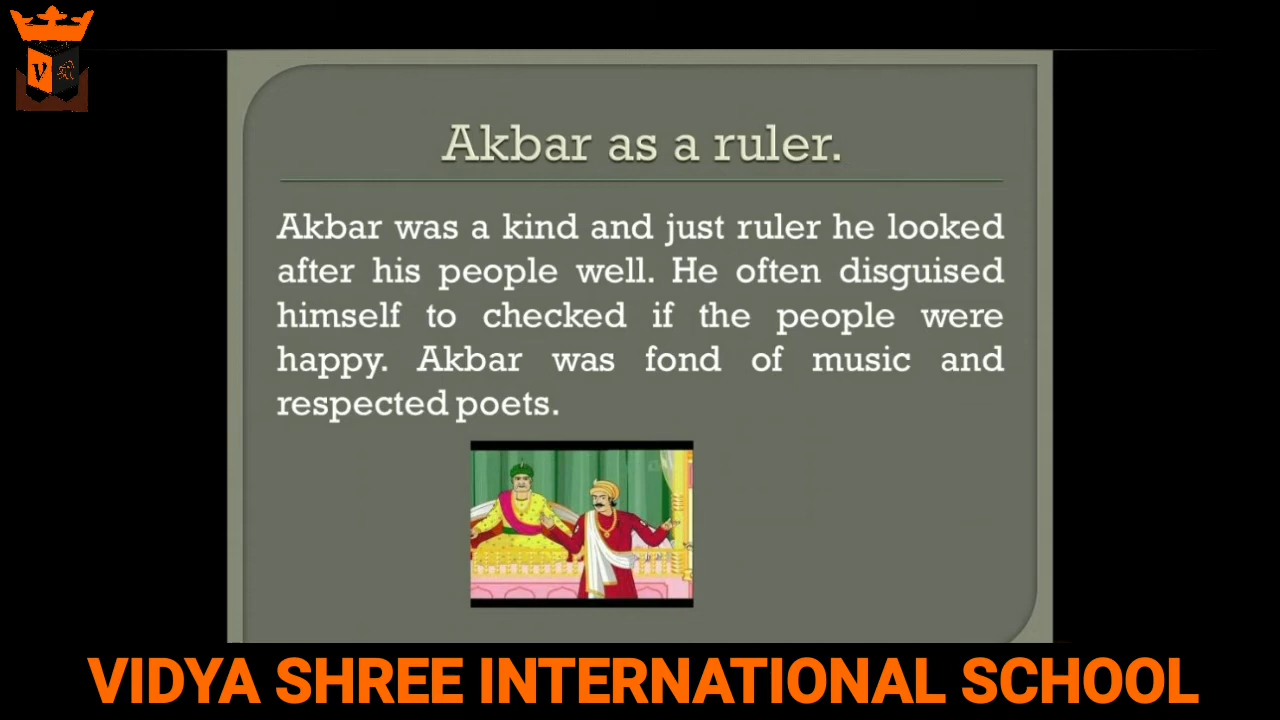 Akbar as a ruler.
Akbar was a kind and just ruler he looked
after his people well. He often disguised
himself to checked if the people were
happy. Akbar was fond of music and
respected poets.
VIDYA SHREE INTERNATIONAL SCHOOL